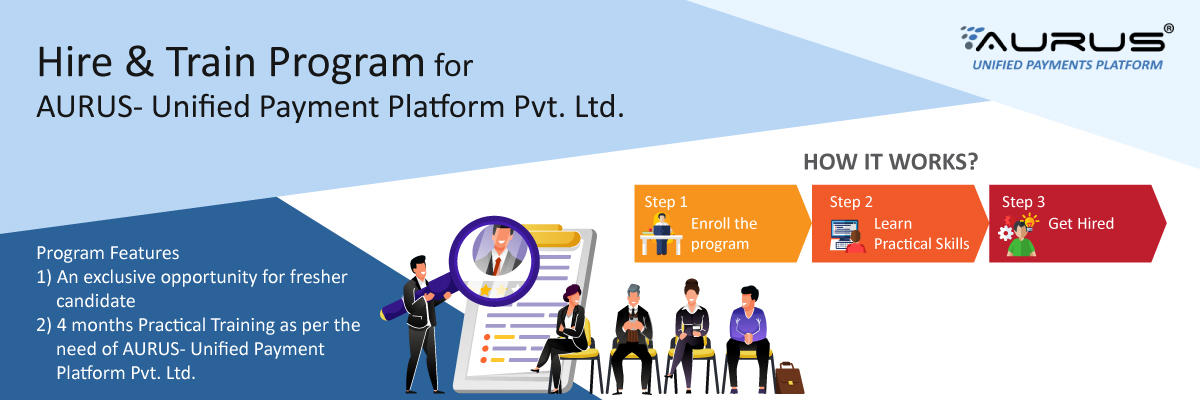 Hire & Train Program for
AURUS- Unified Payment Platform Pvt. Ltd.
AURUS®
UNIFIED PAYMENTS PLATFORM
HOW IT WORKS?
Step 1
Enroll the
program
Step 2
Learn
Practical Skills
Step 3
Get Hired
Program Features
1) An exclusive opportunity for fresher
candidate
2) 4 months Practical Training as per the
need of AURUS- Unified Payment
Platform Pvt. Ltd.